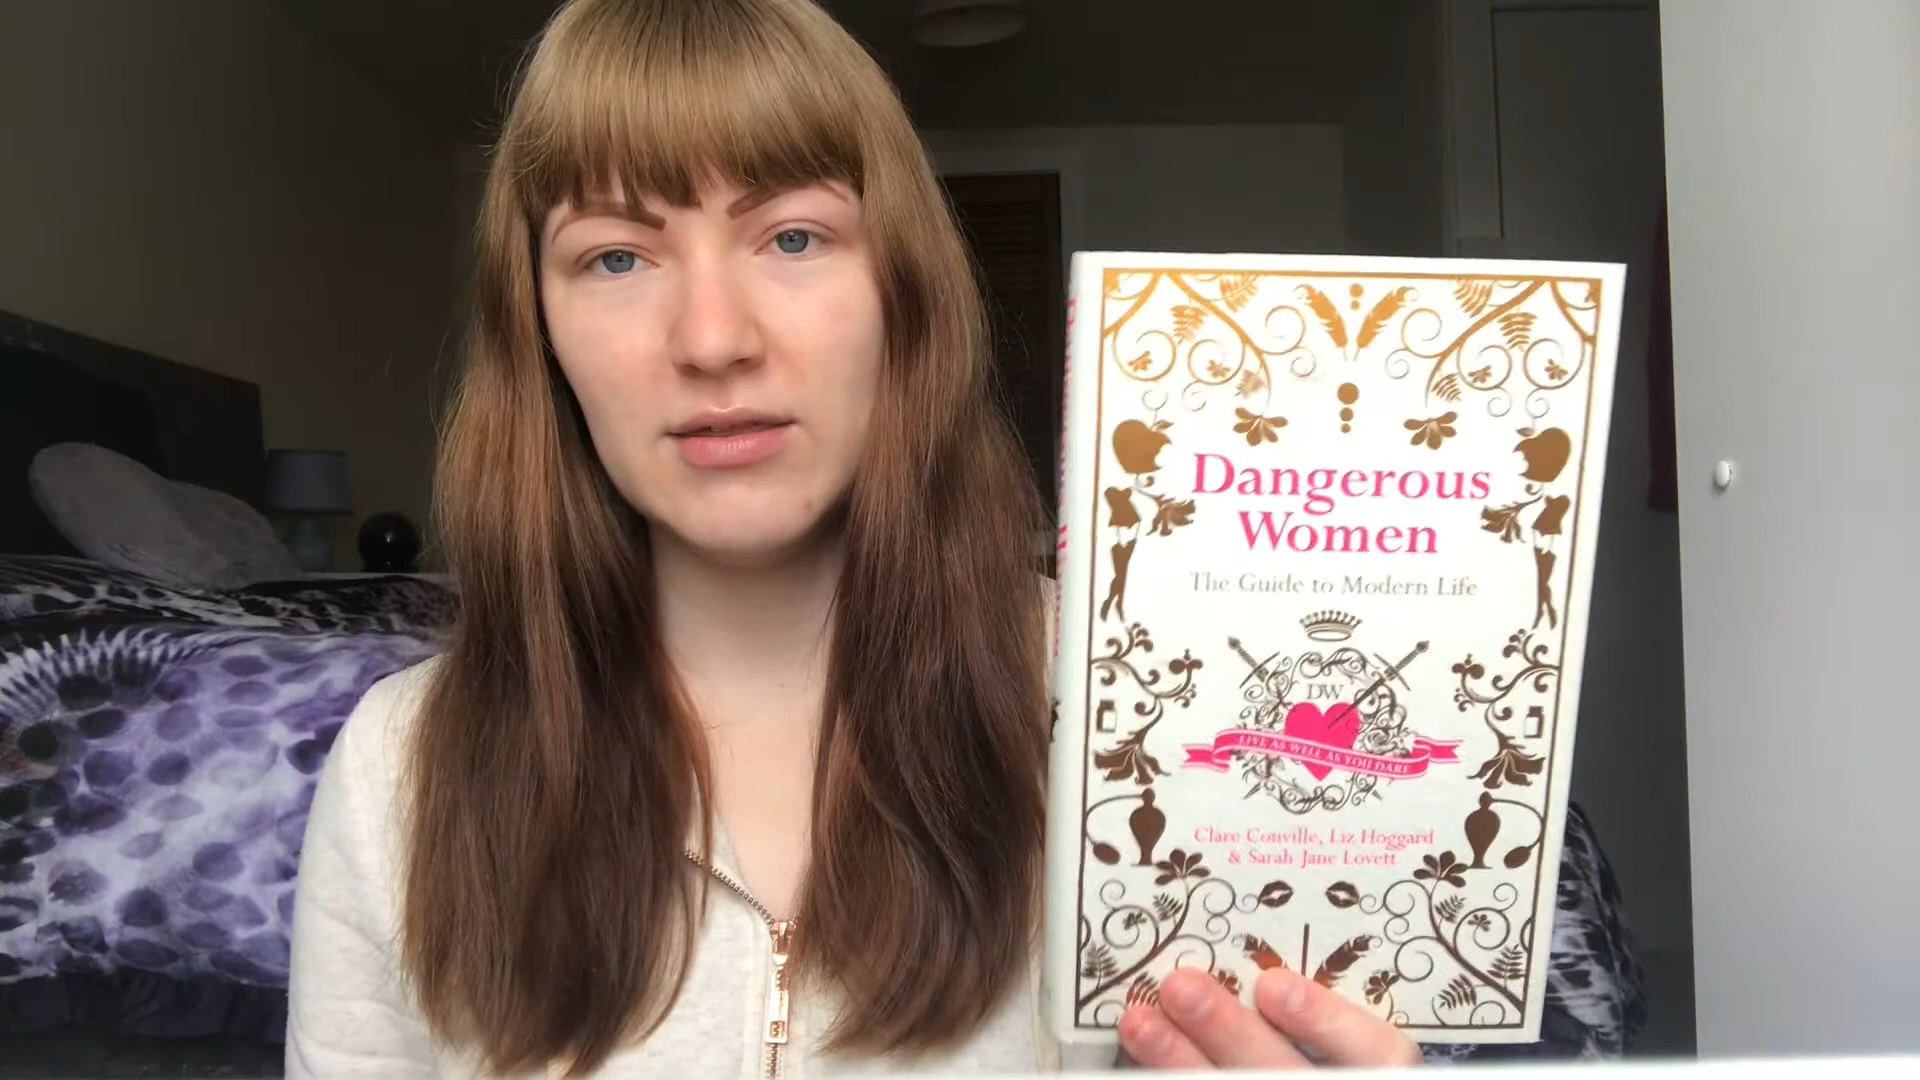 Dangerous
Women
The Guide to Modern Life
DW
LIVE AS WELL AS YOU DARE
Clare Conville, Liz Hoggard
& Sarah-Jane Lovett